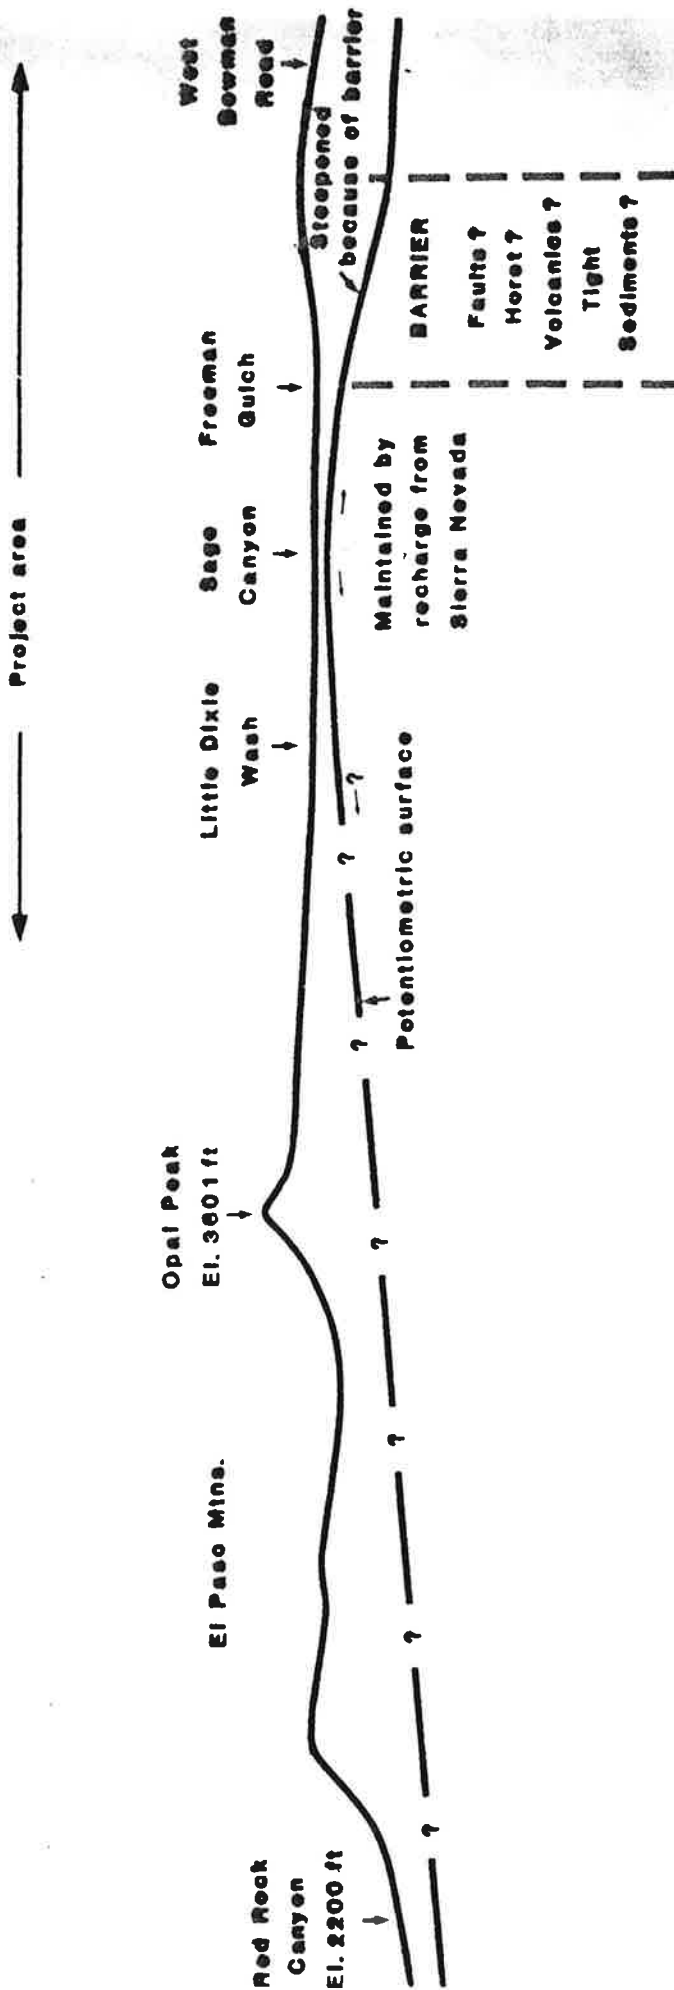 Project area
West
Bowman
Road
Freeman
Gulch
Sage
Canyon
Little Dixie
Wash
Opal Peak
El. 3601 ft
El Paso Mtns.
Red Rock
Canyon
El. 2200 ft
Steepened
because of barrier
BARRIER
Faults ?
Horst ?
Volcanics ?
Tight
Sediments ?
Maintained by
recharge from
Sierra Nevada
?
?
Potentiometric surface
?
?
?
?
?